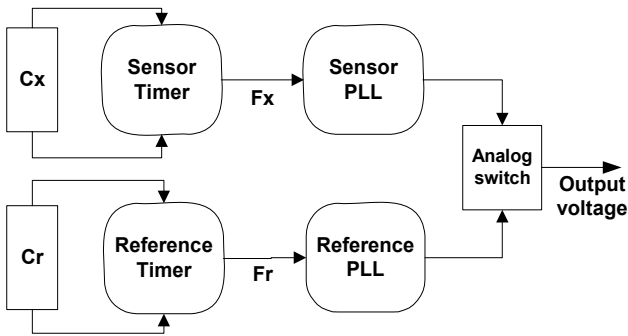 Cx
Sensor
Timer
Fx
Sensor
PLL
Analog
switch
Output
voltage
Cr
Reference
Timer
Fr
Reference
PLL